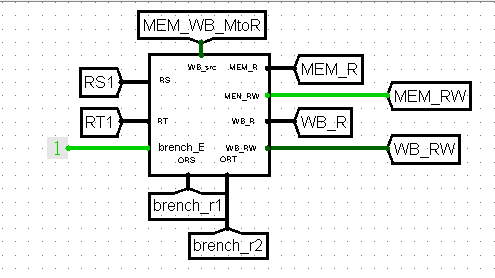 MEM_WB_MtoR
WB_src
MEM_R
MEM_R
RS1
RS
MEN_RW
MEM_RW
RT1
RT
WB_R
WB_R
1
brench_E
WB_RW
WB_RW
ORS
ORT
brench_r1
brench_r2